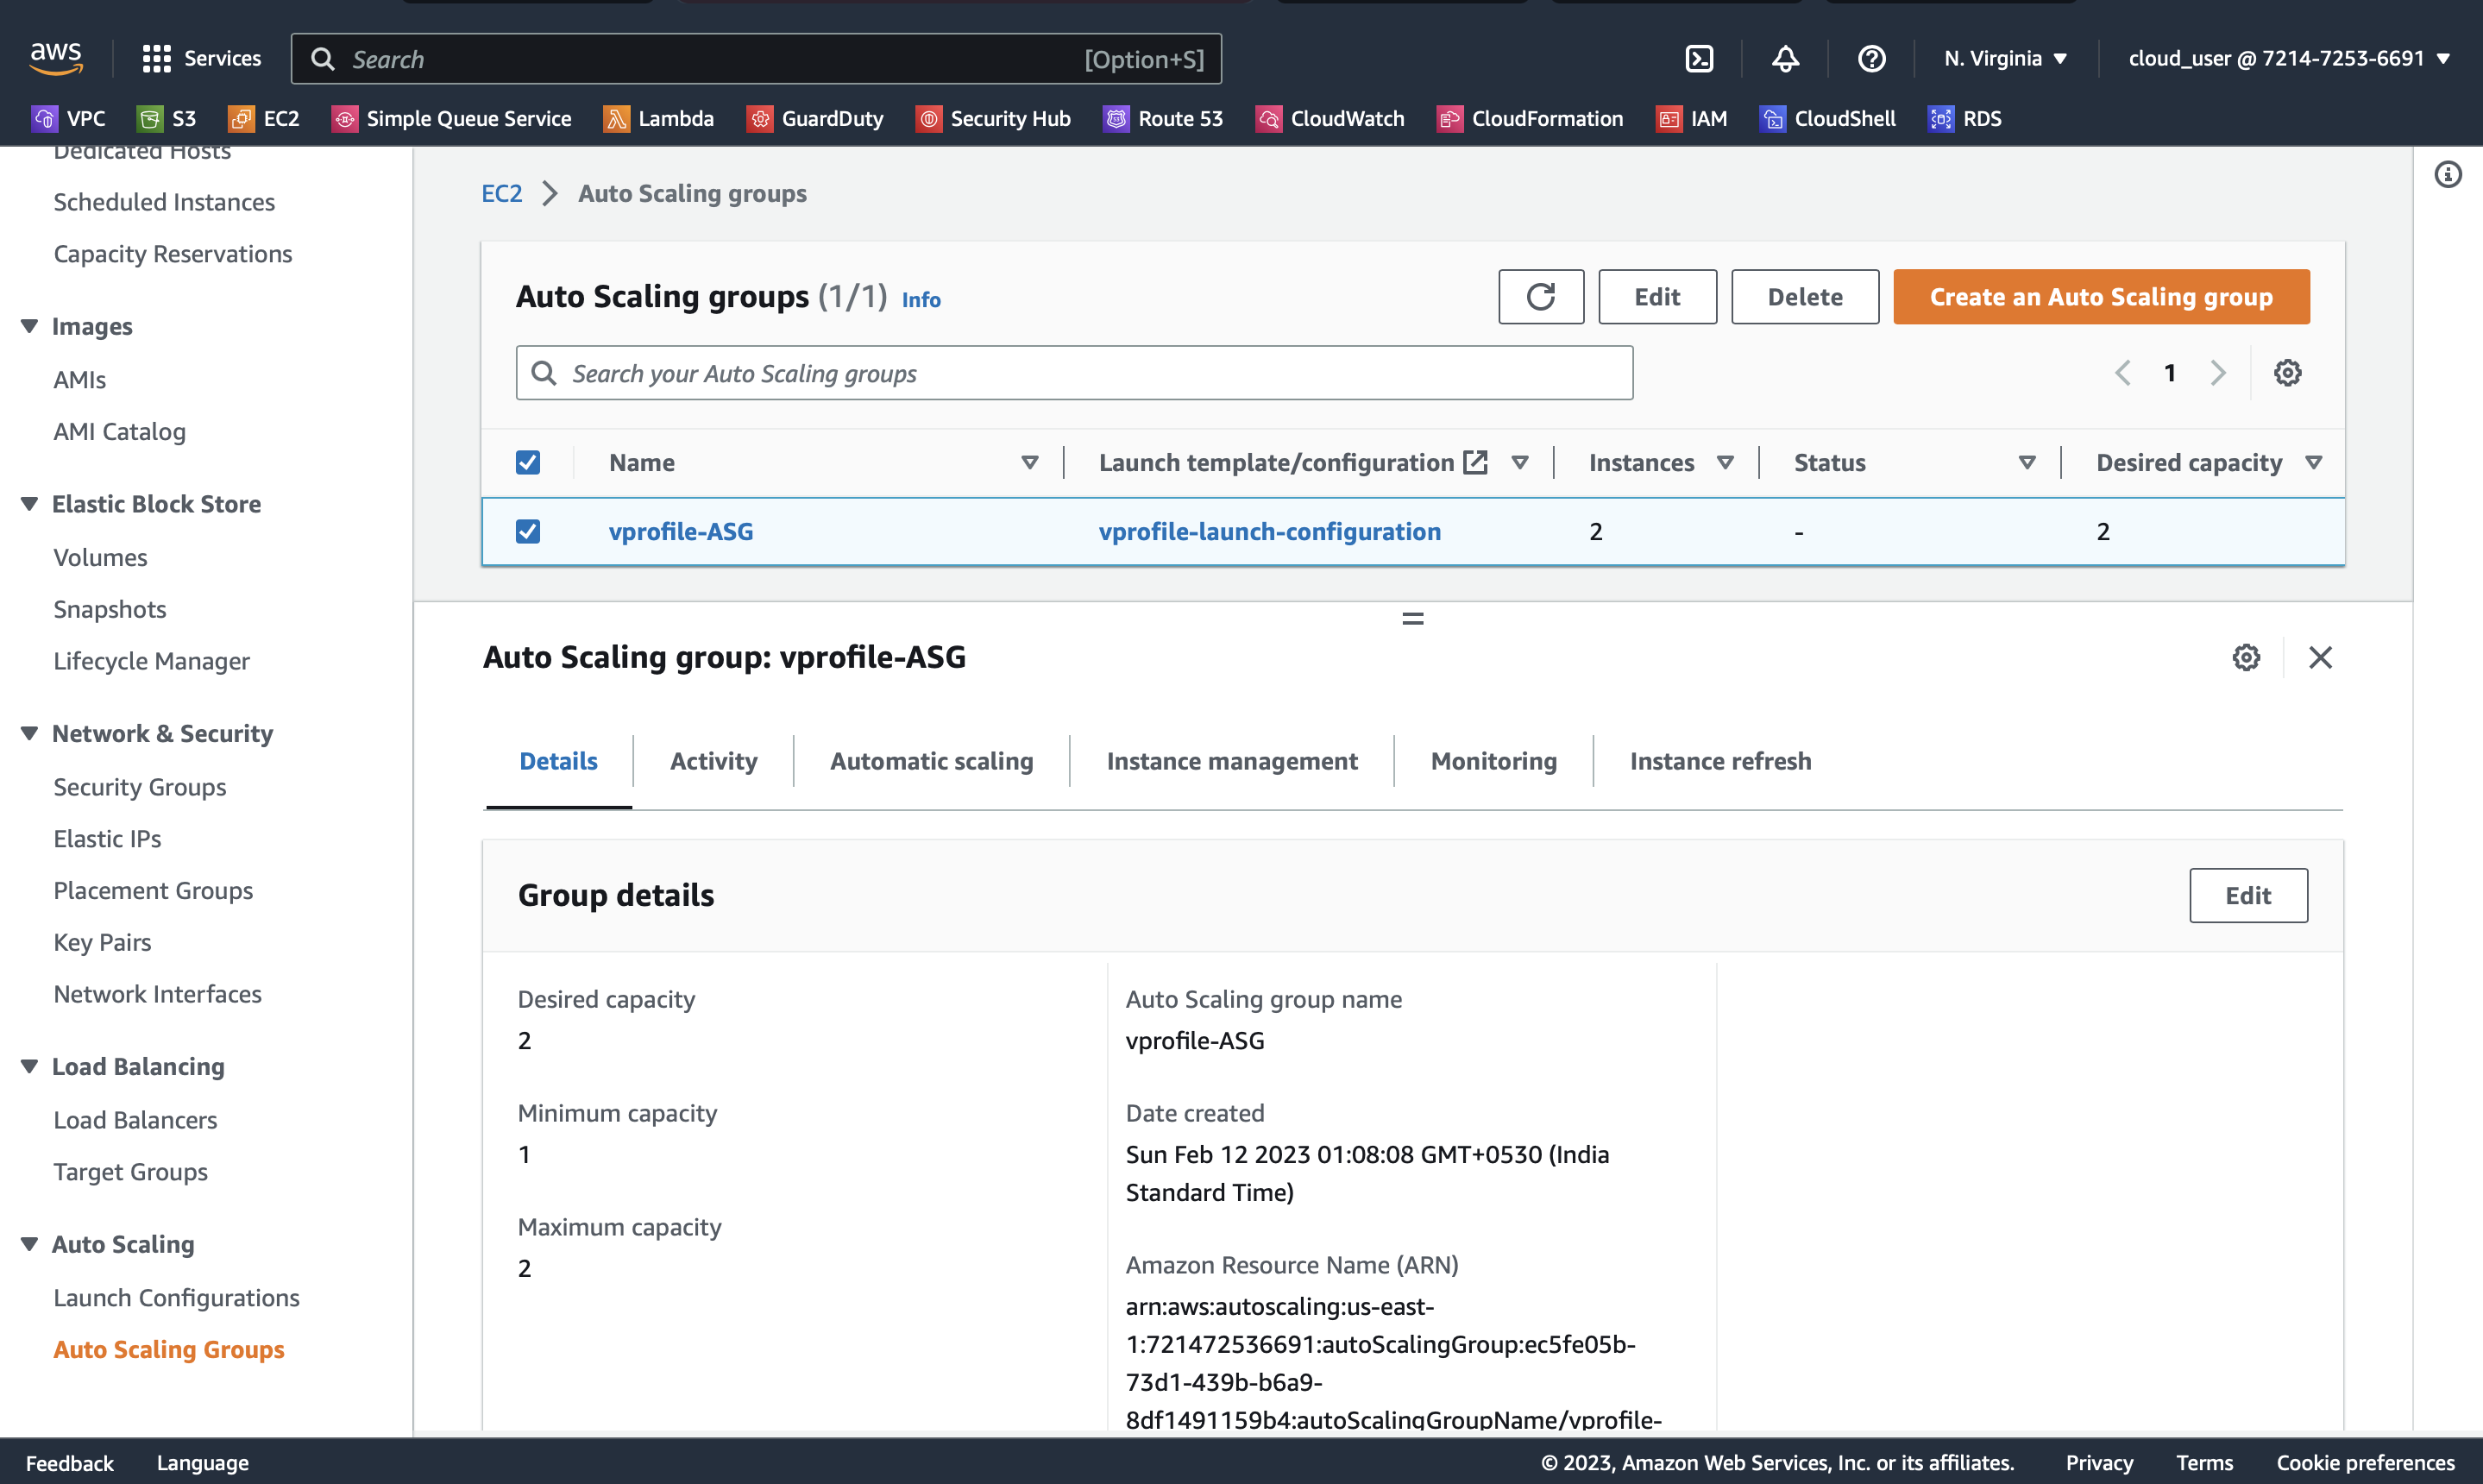 aws
Services
Search
[Option+S]
N. Virginia
cloud_user @ 7214-7253-6691
VPC
S3
EC2
Simple Queue Service
Lambda
GuardDuty
Security Hub
Route 53
CloudWatch
CloudFormation
IAM
CloudShell
RDS
Dedicated Hosts
Scheduled Instances
Capacity Reservations
Images
AMIs
AMI Catalog
Elastic Block Store
Volumes
Snapshots
Lifecycle Manager
Network & Security
Security Groups
Elastic IPs
Placement Groups
Key Pairs
Network Interfaces
Load Balancing
Load Balancers
Target Groups
Auto Scaling
Launch Configurations
Auto Scaling Groups
EC2
Auto Scaling groups
Auto Scaling groups (1/1) Info
Edit
Delete
Create an Auto Scaling group
Search your Auto Scaling groups
1
Name
Launch template/configuration
Instances
Status
Desired capacity
vprofile-ASG
vprofile-launch-configuration
2
-
2
Auto Scaling group: vprofile-ASG
Details
Activity
Automatic scaling
Instance management
Monitoring
Instance refresh
Group details
Edit
Desired capacity
2
Minimum capacity
1
Maximum capacity
2
Auto Scaling group name
vprofile-ASG
Date created
Sun Feb 12 2023 01:08:08 GMT+0530 (India
Standard Time)
Amazon Resource Name (ARN)
arn:aws:autoscaling:us-east-
1:721472536691:autoScalingGroup:ec5fe05b-
73d1-439b-b6a9-
8df1491159b4:autoScalingGroupName/vprofile-
Feedback
Language
© 2023, Amazon Web Services, Inc. or its affiliates.
Privacy
Terms
Cookie preferences